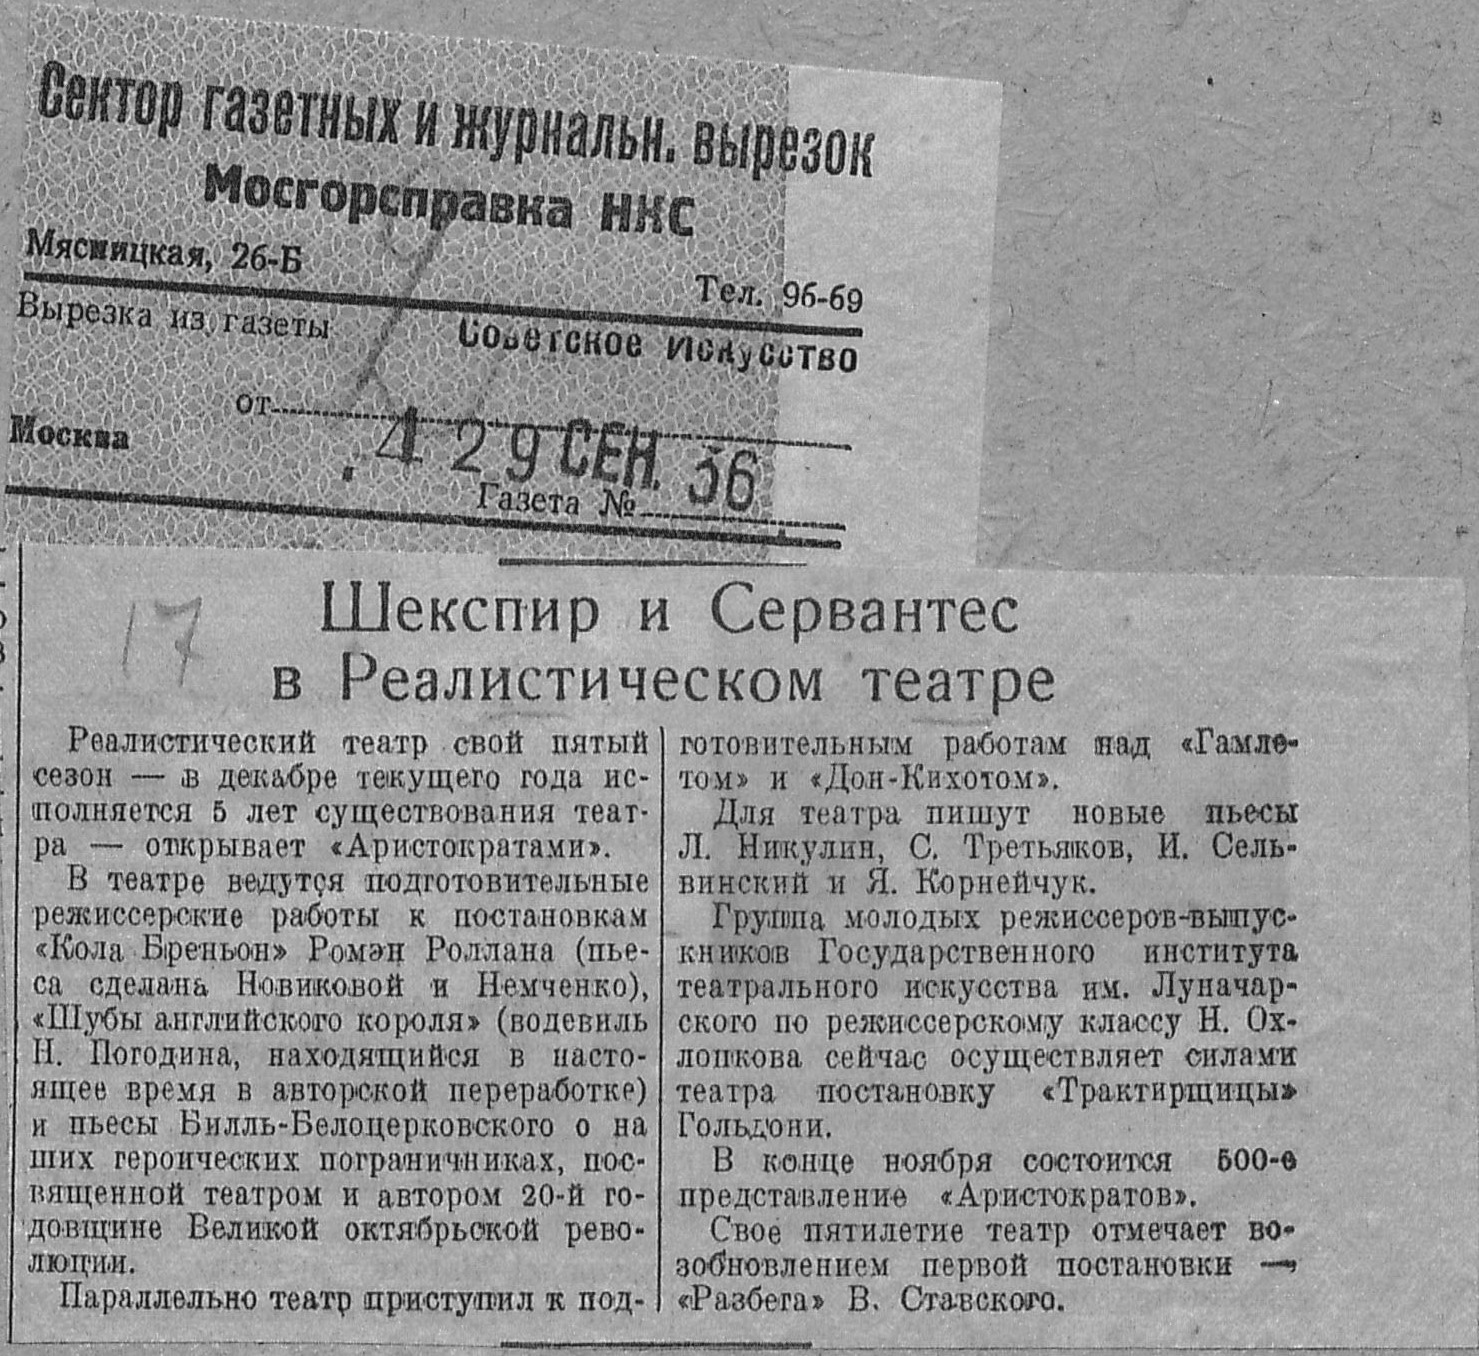 Сектор газетных и журнальн. вырезок
Мосгорсправка НКС
Мясницкая, 26-Б
Тел. 96-69
Вырезка из газеты
Советское Искусство
от
Москва
.4 29 СЕН. 36
Газета №
17
Шекспир и Сервантес
в Реалистическом театре
Реалистический театр свой пятый
сезон — в декабре текущего года ис-
полняется 5 лет существования теат-
ра — открывает «Аристократами».
В театре ведутся подготовительные
режиссерские работы к постановкам
«Кола Бреньон» Ромэн Роллана (пье-
са сделана Новиковой и Немченко),
«Шубы английского короля» (водевиль
Н. Погодина, находящийся в насто-
ящее время в авторской переработке)
и пьесы Билль-Белоцерковского о на
ших героических пограничниках, пос-
вященной театром и автором 20-й го-
довщине Великой октябрьской рево-
люции.
Параллельно театр приступил к под-
готовительным работам над «Гамле-
том» и «Дон-Кихотом».
Для театра пишут новые пьесы
Л. Никулин, С. Третьяков, И. Сель-
винский и Я. Корнейчук.
Группа молодых режиссеров-выпус-
кников Государственного института
театрального искусства им. Луначар-
ского по режиссерскому классу Н. Ох-
лопкова сейчас осуществляет силами
театра постановку «Трактирщицы»
Гольдони.
В конце ноября состоится 500-е
представление «Аристократов».
Свое пятилетие театр отмечает во-
зобновлением первой постановки —
«Разбега» В. Ставского.